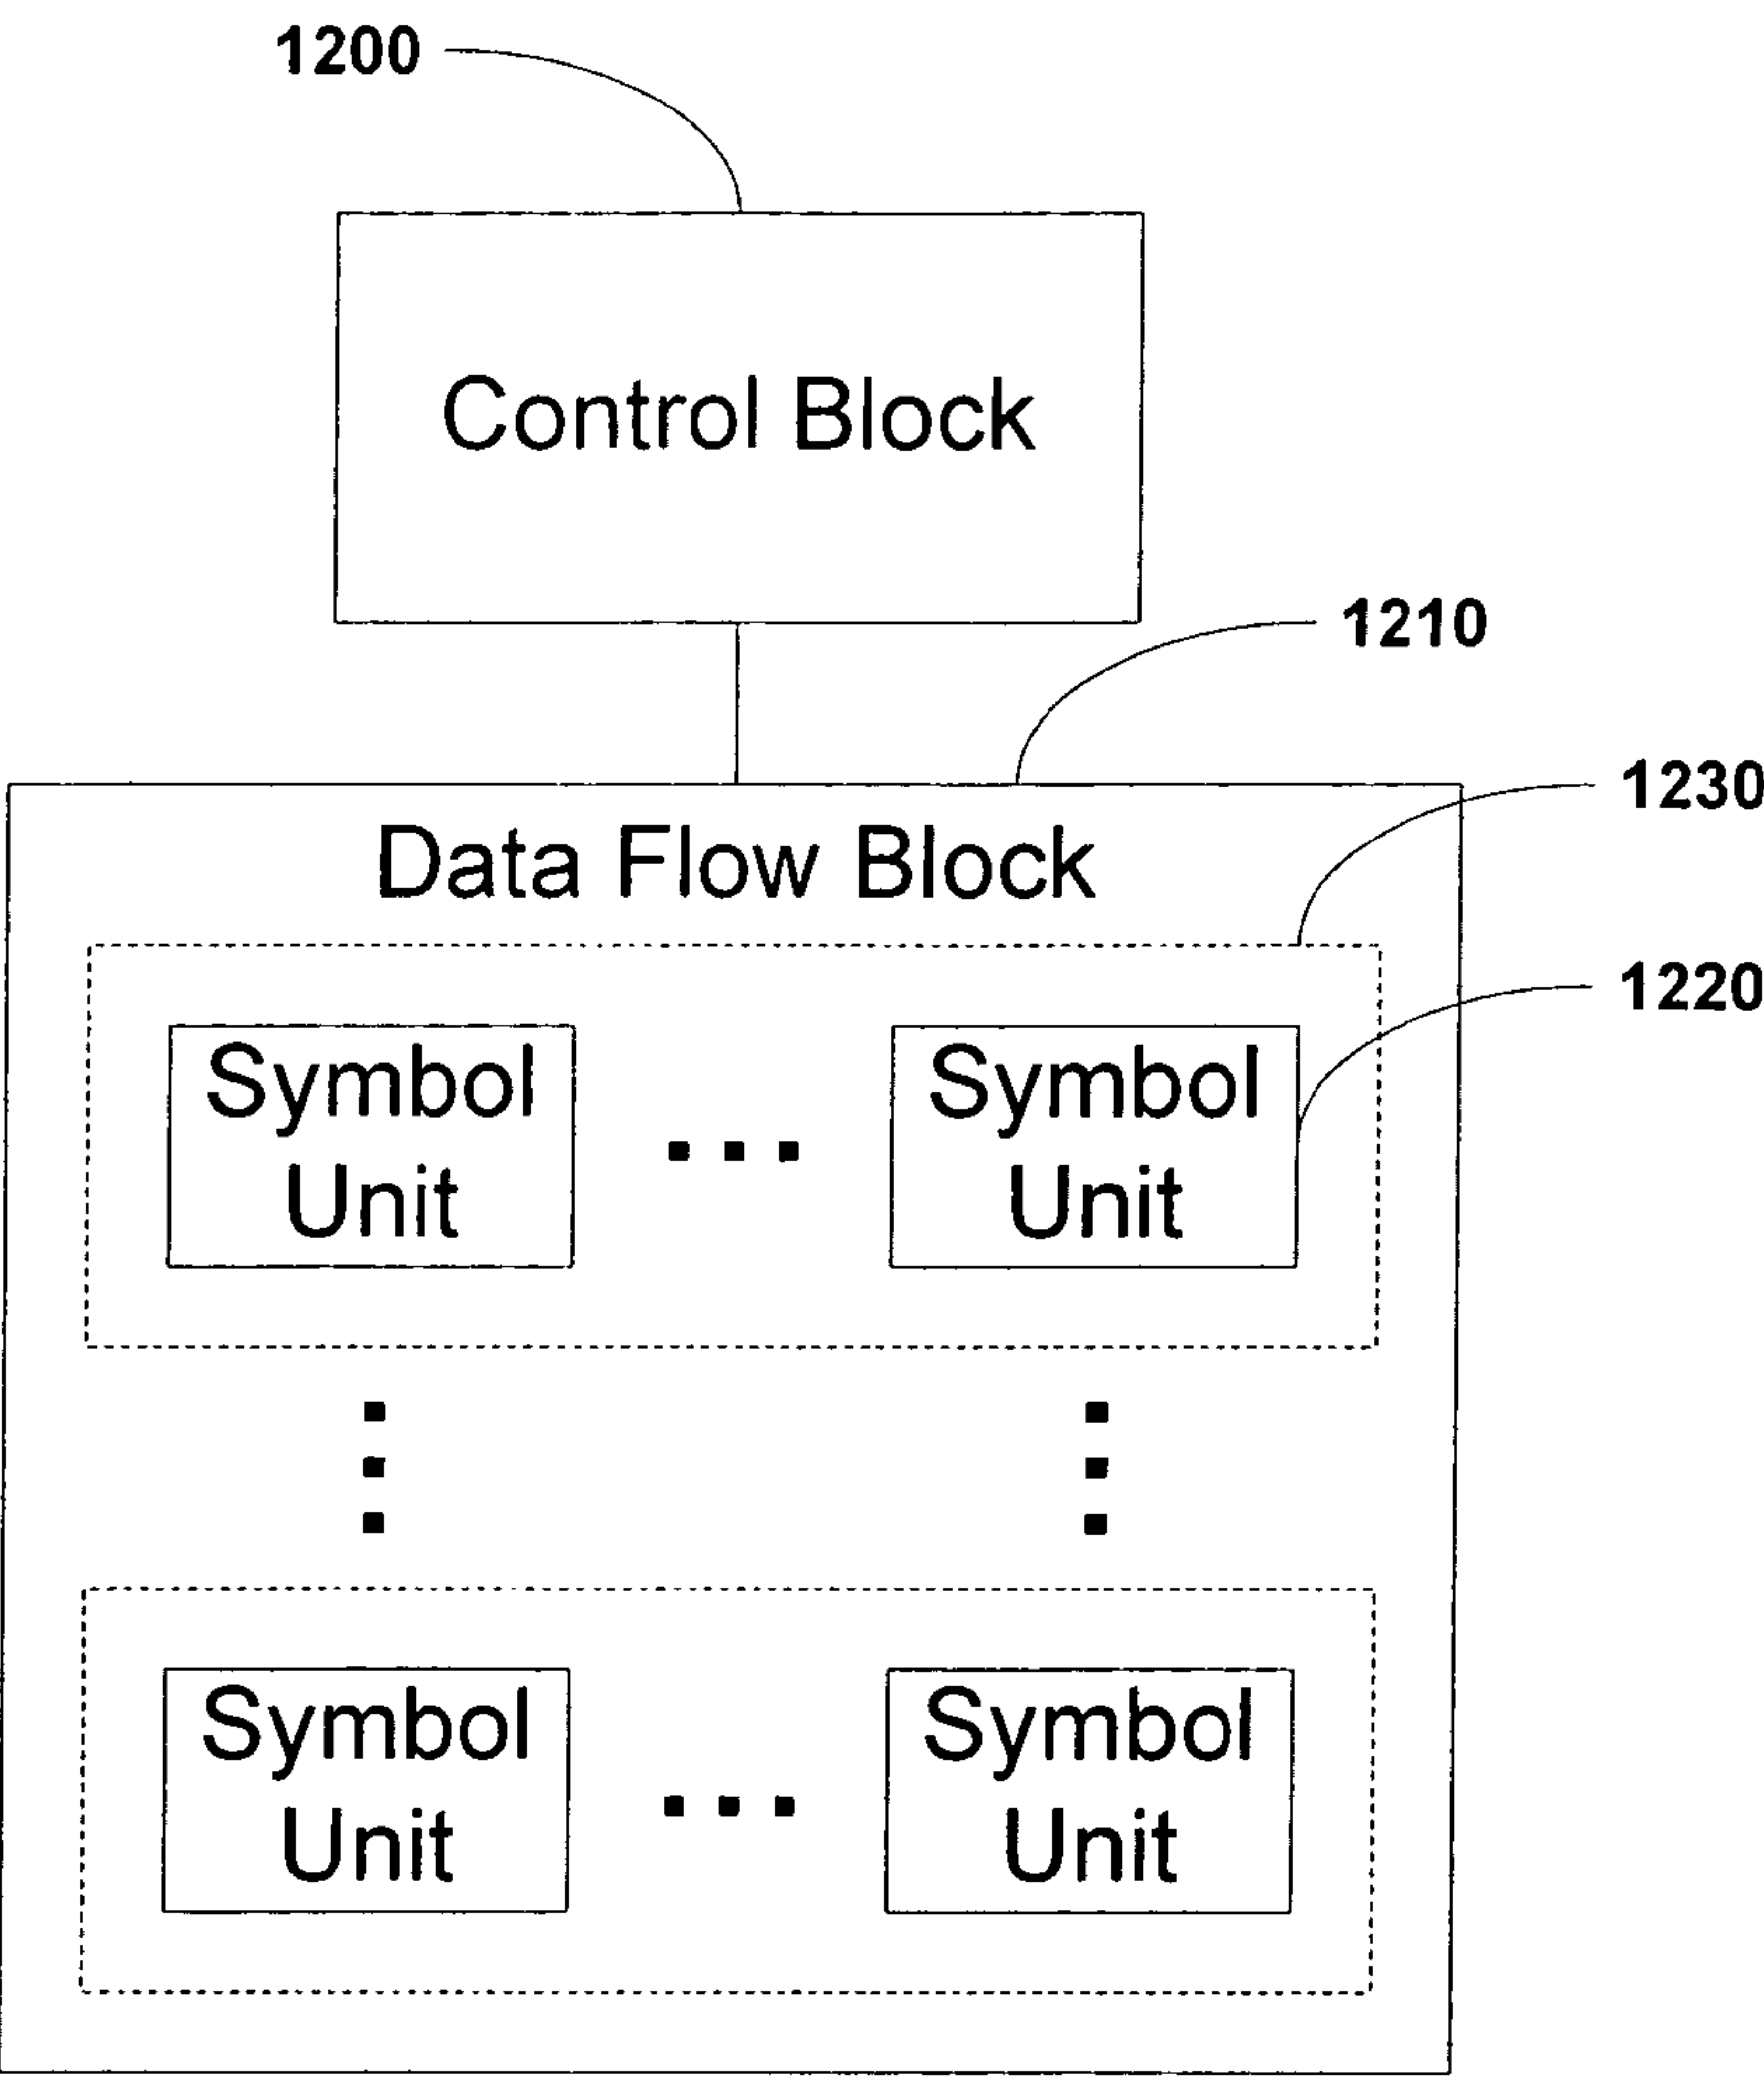 1200
Control Block
1210
1230
Data Flow Block
1220
Symbol
Unit
Symbol
Unit
Symbol
Unit
Symbol
Unit